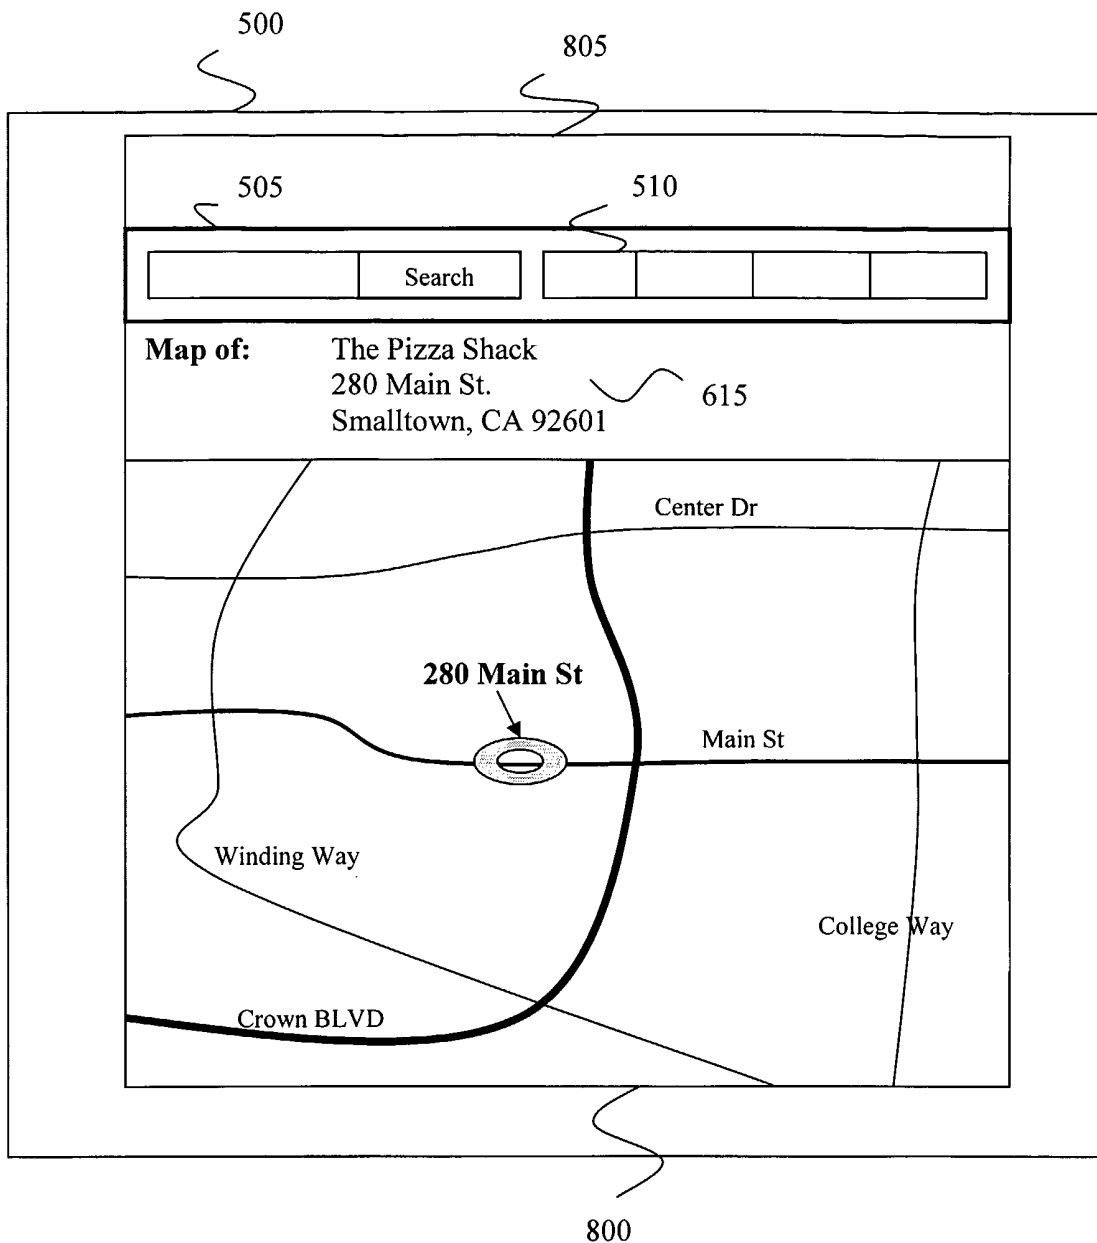 500
805
505
510
Search
Map of: The Pizza Shack
280 Main St.
Smalltown, CA 92601
615
Center Dr
280 Main St
Main St
Winding Way
College Way
Crown BLVD
800